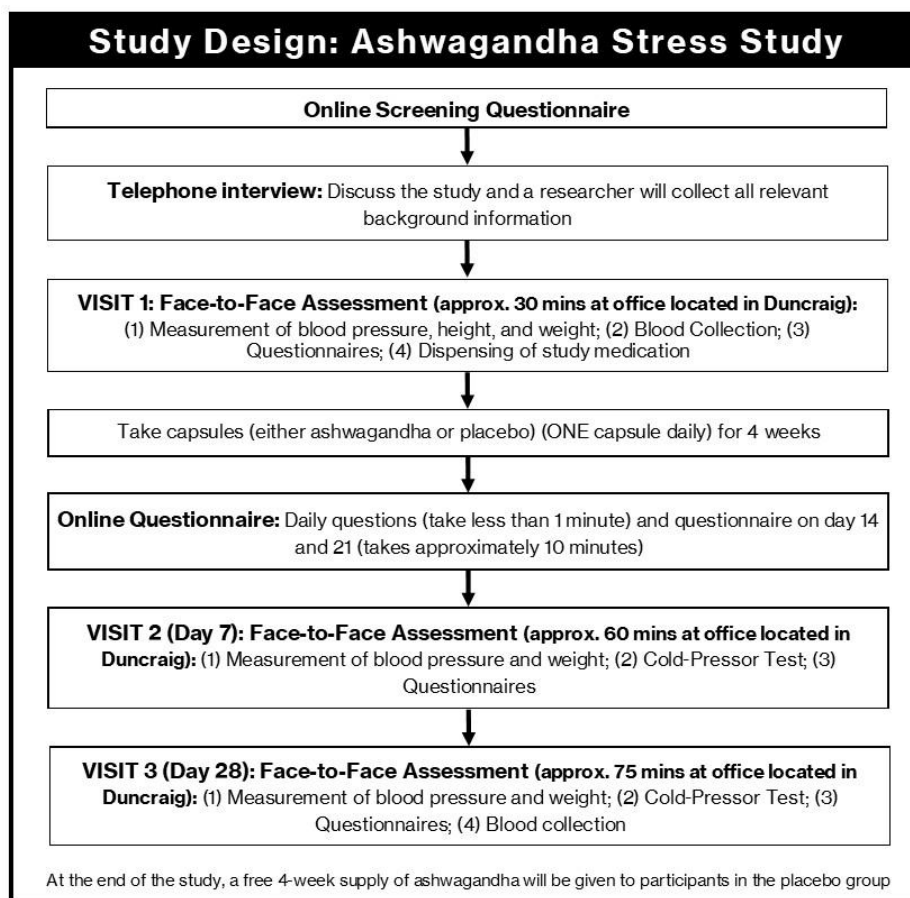 Study Design: Ashwagandha Stress Study
Online Screening Questionnaire
Telephone interview: Discuss the study and a researcher will collect all relevant
background information
VISIT 1: Face-to-Face Assessment (approx. 30 mins at office located in Duncraig):
(1) Measurement of blood pressure, height, and weight; (2) Blood Collection; (3)
Questionnaires; (4) Dispensing of study medication
Take capsules (either ashwagandha or placebo) (ONE capsule daily) for 4 weeks
Online Questionnaire: Daily questions (take less than 1 minute) and questionnaire on day 14
and 21 (takes approximately 10 minutes)
VISIT 2 (Day 7): Face-to-Face Assessment (approx. 60 mins at office located in
Duncraig): (1) Measurement of blood pressure and weight; (2) Cold-Pressor Test; (3)
Questionnaires
VISIT 3 (Day 28): Face-to-Face Assessment (approx. 75 mins at office located in
Duncraig): (1) Measurement of blood pressure and weight; (2) Cold-Pressor Test; (3)
Questionnaires; (4) Blood collection
At the end of the study, a free 4-week supply of ashwagandha will be given to participants in the placebo group